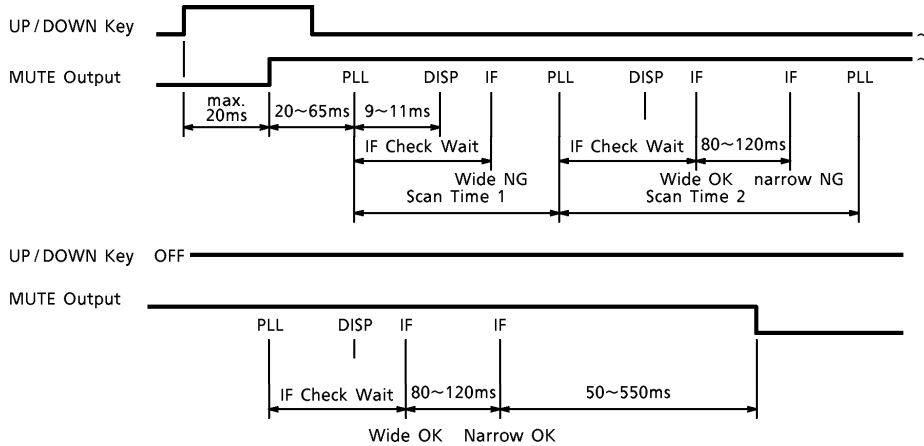 UP/DOWN Key
MUTE Output
PLL DISP IF PLL DISP IF IF PLL
max.
20ms
20~65ms 9~11ms
IF Check Wait IF Check Wait 80~120ms
Wide NG Wide OK narrow NG
Scan Time 1 Scan Time 2
UP/DOWN Key OFF
MUTE Output
PLL DISP IF IF
IF Check Wait 80~120ms 50~550ms
Wide OK Narrow OK